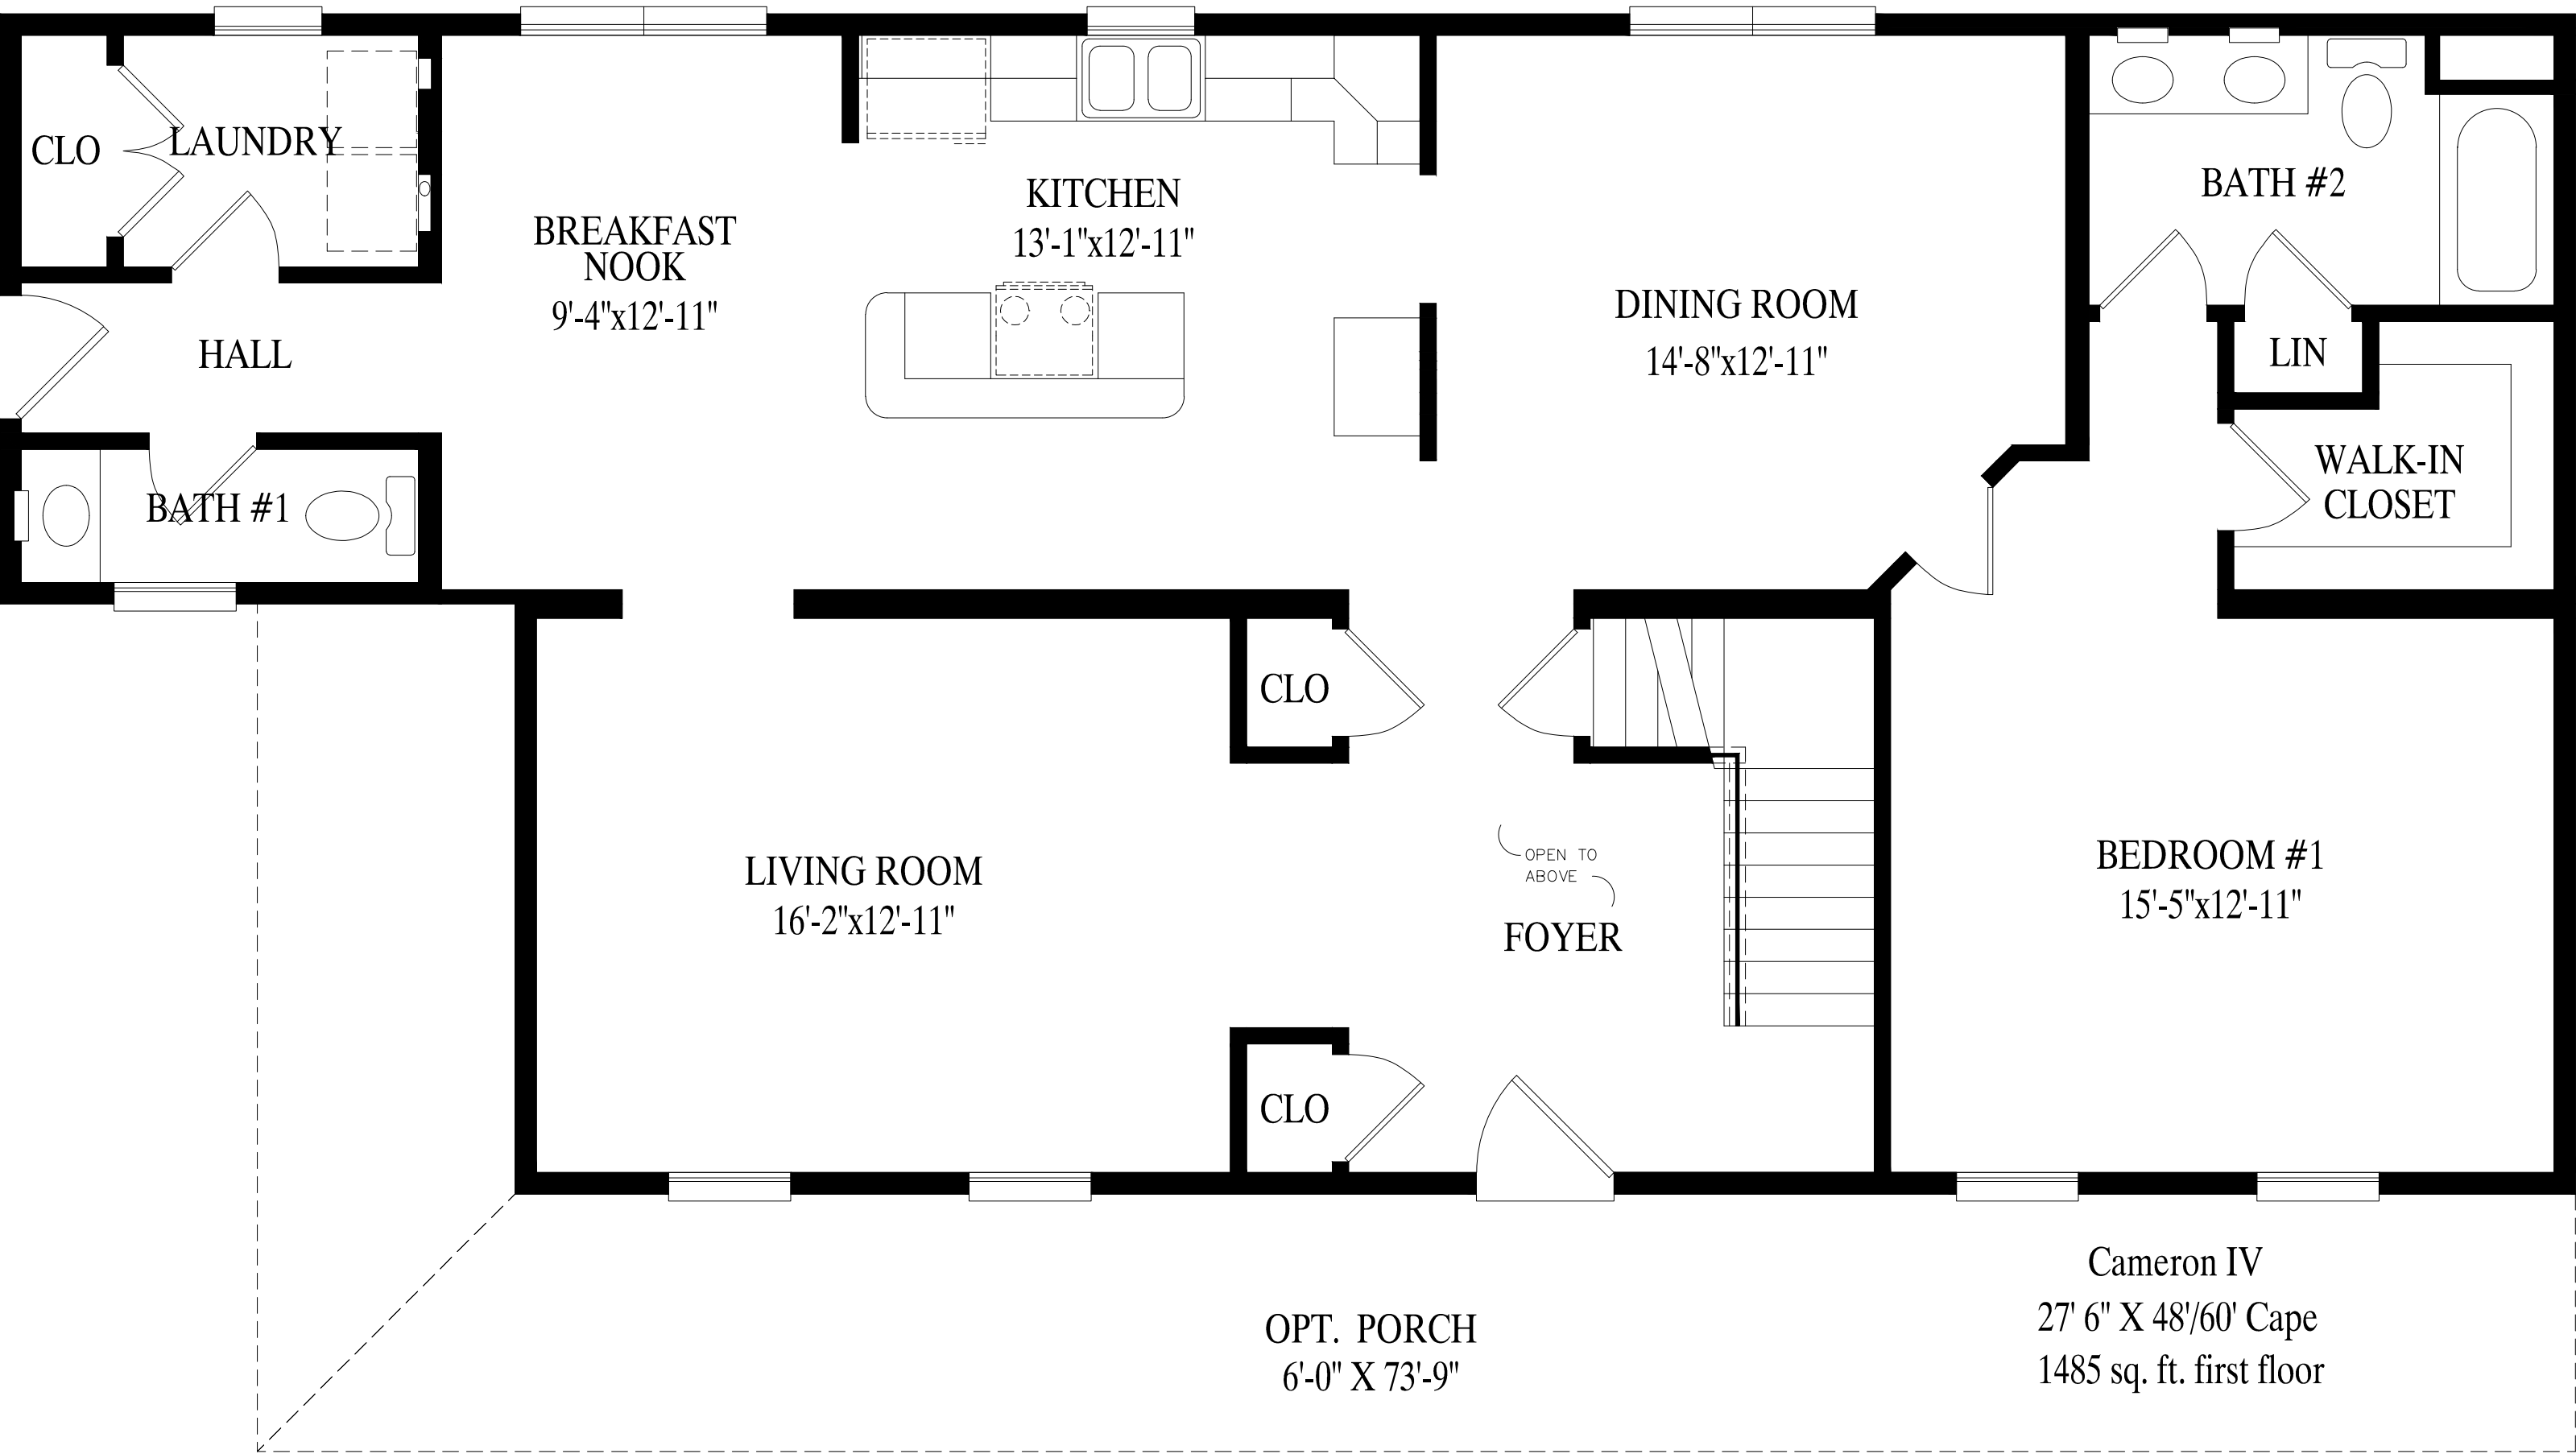 CLO
LAUNDRY
BREAKFAST
NOOK
9'-4"x12'-11"
KITCHEN
13'-1"x12'-11"
DINING ROOM
14'-8"x12'-11"
BATH #2
HALL
LIN
WALK-IN
CLOSET
BATH #1
CLO
LIVING ROOM
16'-2"x12'-11"
OPEN TO
ABOVE
FOYER
BEDROOM #1
15'-5"x12'-11"
CLO
OPT. PORCH
6'-0" X 73'-9"
Cameron IV
27' 6" X 48'/60' Cape
1485 sq. ft. first floor